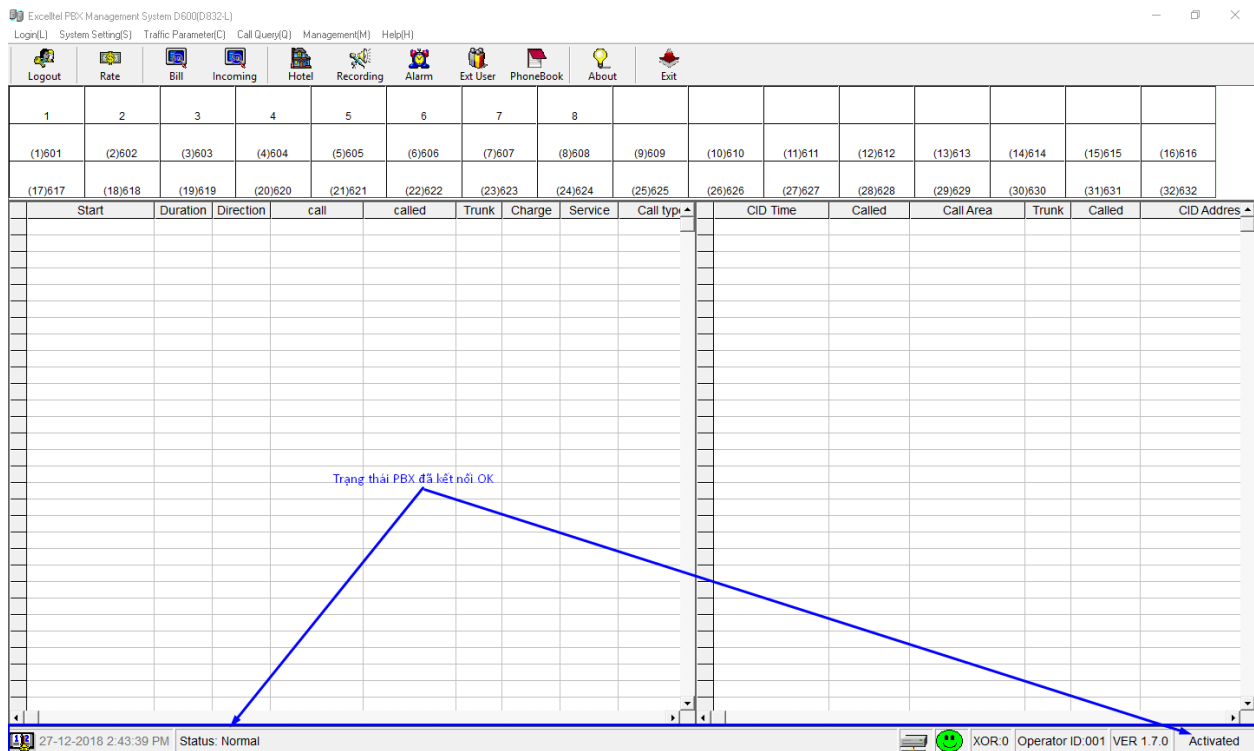 Excelltel PBX Management System D600(D832-L)
Login(L) System Setting(S) Traffic Parameter(C) Call Query(Q) Management(M) Help(H)
Logout Rate Bill Incoming Hotel Recording Alarm Ext User PhoneBook About Exit
1 2 3 4 5 6 7 8
(1)601 (2)602 (3)603 (4)604 (5)605 (6)606 (7)607 (8)608 (9)609 (10)610 (11)611 (12)612 (13)613 (14)614 (15)615 (16)616
(17)617 (18)618 (19)619 (20)620 (21)621 (22)622 (23)623 (24)624 (25)625 (26)626 (27)627 (28)628 (29)629 (30)630 (31)631 (32)632
Start Duration Direction call called Trunk Charge Service Call type CID Time Called Call Area Trunk Called CID Addres
Trạng thái PBX đã kết nối OK
27-12-2018 2:43:39 PM Status: Normal XOR:0 Operator ID:001 VER 1.7.0 Activated